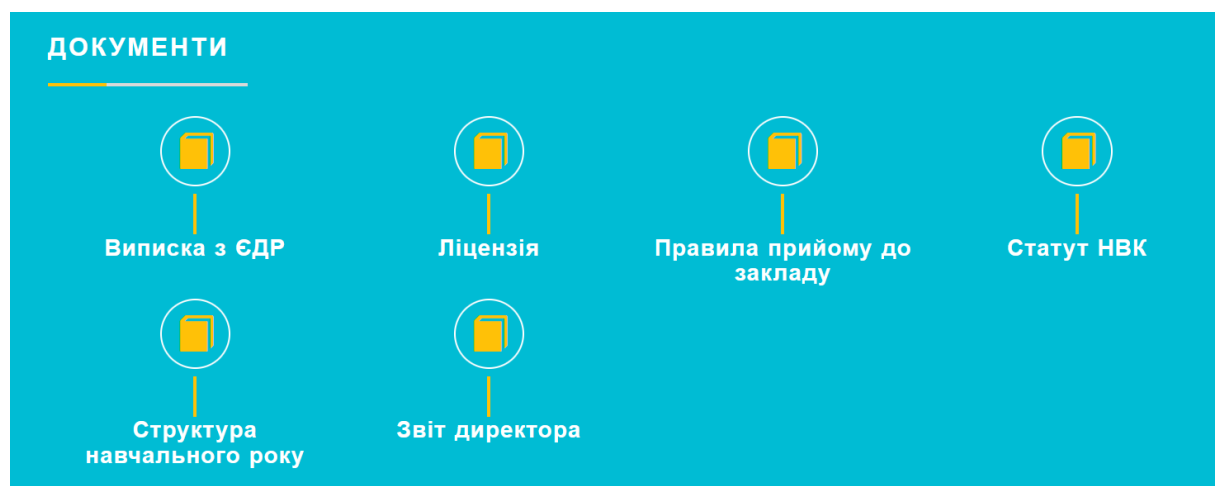 ДОКУМЕНТИ
Виписка з ЄДР
Ліцензія
Правила прийому до
закладу
Статут НВК
Структура
навчального року
Звіт директора